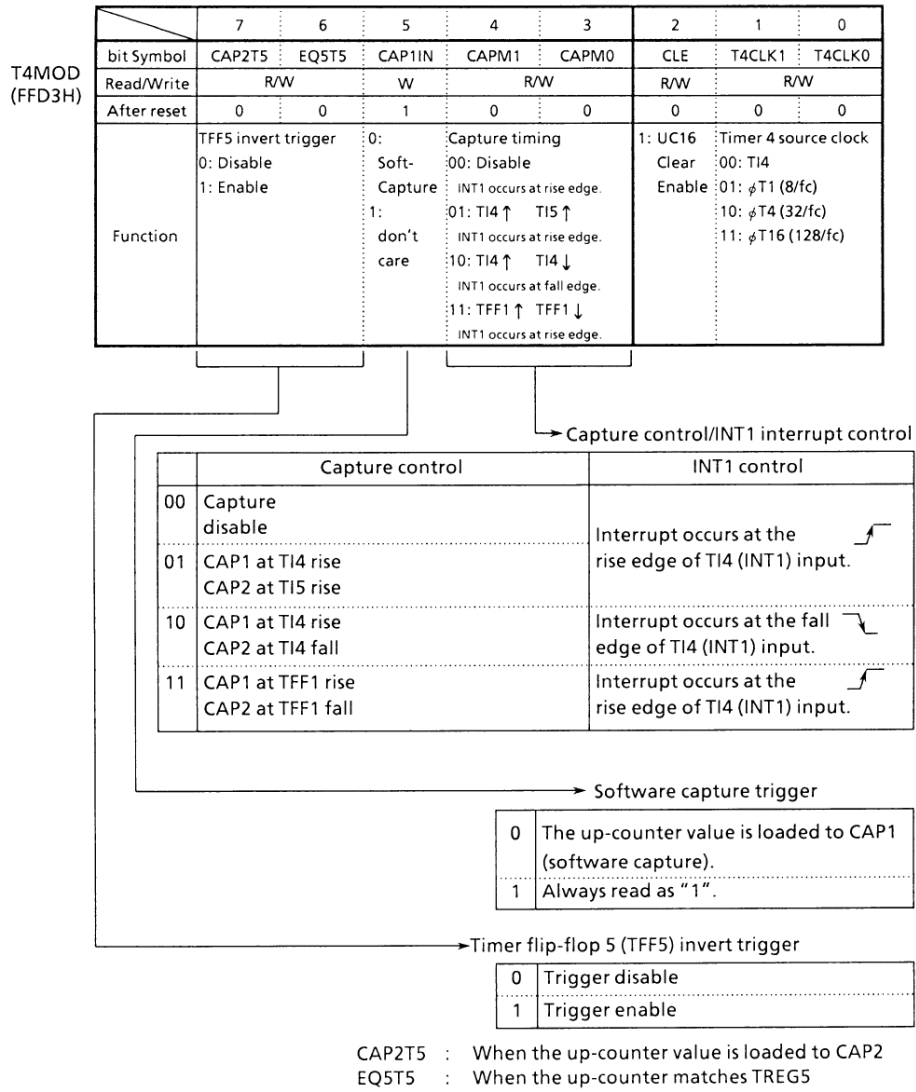 7 6 5 4 3 2 1 0
bit Symbol CAP2T5 EQ5T5 CAP1IN CAPM1 CAPM0 CLE T4CLK1 T4CLK0
T4MOD
(FFD3H)
Read/Write R/W W R/W R/W R/W
After reset 0 0 1 0 0 0 0 0
Function
TFF5 invert trigger
0: Disable
1: Enable
0:
Soft-
Capture
1:
don't
care
Capture timing
00: Disable
INT1 occurs at rise edge.
01: TI4↑ TI5↑
INT1 occurs at rise edge.
10: TI4↑ TI4↓
INT1 occurs at fall edge.
11: TFF1↑ TFF1↓
INT1 occurs at rise edge.
1: UC16
Clear
Enable
Timer 4 source clock
00: TI4
01: ϕT1 (8/fc)
10: ϕT4 (32/fc)
11: ϕT16 (128/fc)
Capture control/INT1 interrupt control
Capture control INT1 control
00 Capture
disable
01 CAP1 at TI4 rise
CAP2 at TI5 rise
Interrupt occurs at the
rise edge of TI4 (INT1) input.
10 CAP1 at TI4 rise
CAP2 at TI4 fall
Interrupt occurs at the fall
edge of TI4 (INT1) input.
11 CAP1 at TFF1 rise
CAP2 at TFF1 fall
Interrupt occurs at the
rise edge of TI4 (INT1) input.
Software capture trigger
0 The up-counter value is loaded to CAP1
(software capture).
1 Always read as "1".
Timer flip-flop 5 (TFF5) invert trigger
0 Trigger disable
1 Trigger enable
CAP2T5 : When the up-counter value is loaded to CAP2
EQ5T5 : When the up-counter matches TREG5